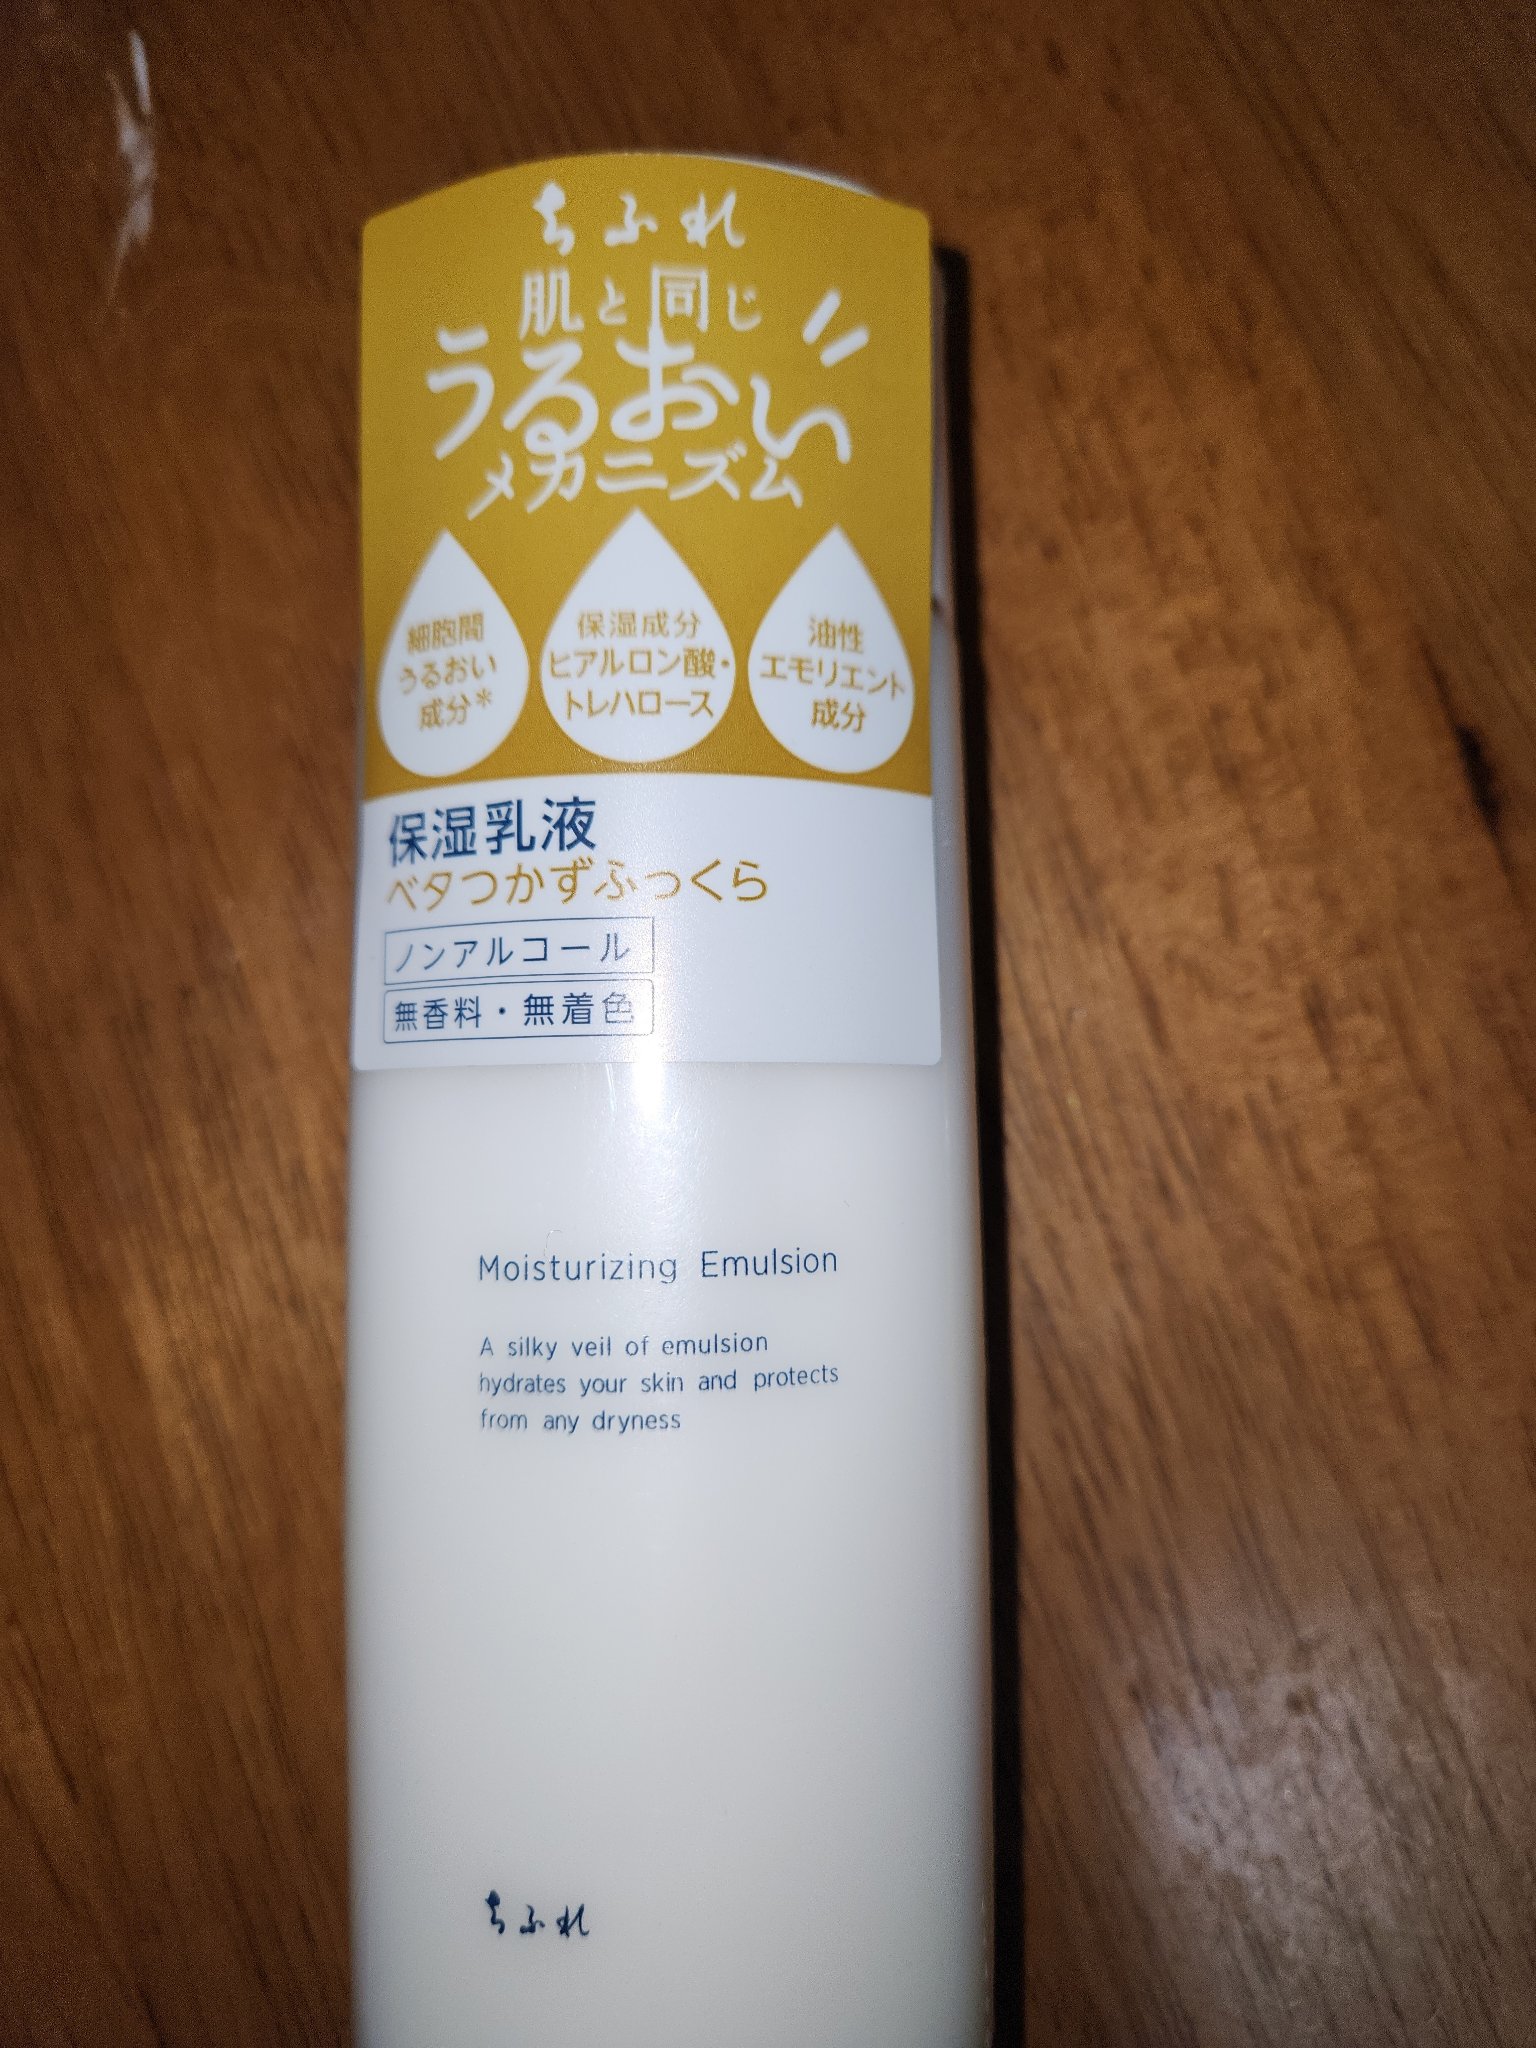 ちふれ
肌と同じ
うるおい
メカニズム
細胞間
うるおい
成分*
保湿成分
ヒアルロン酸・
トレハロース
油性
エモリエント
成分
保湿乳液
ベタつかずふっくら
ノンアルコール
無香料・無着色
Moisturizing Emulsion
A silky veil of emulsion
hydrates your skin and protects
from any dryness
ちふれ